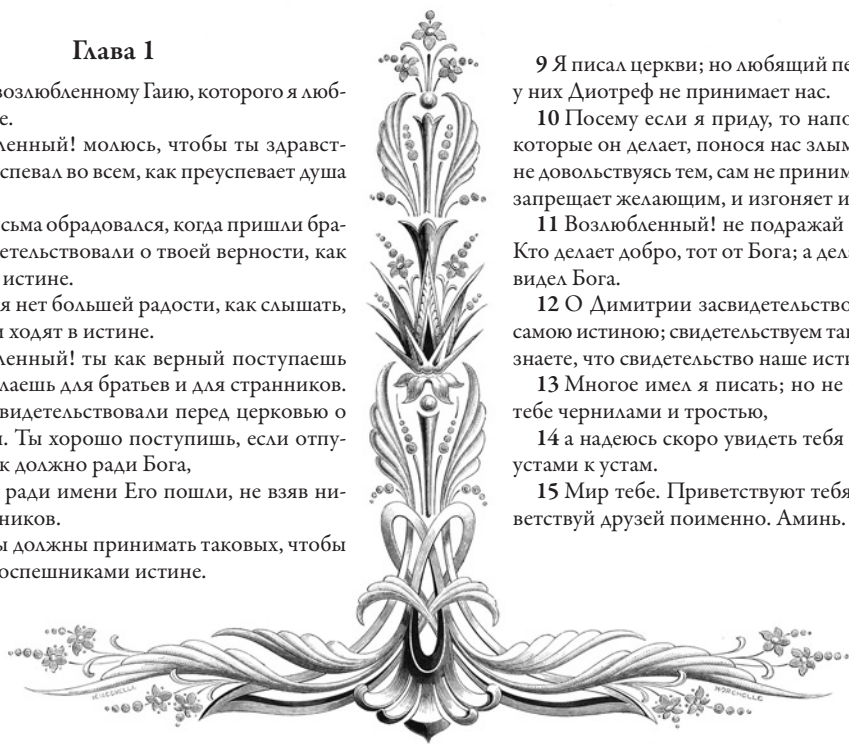 Глава 1
возлюбленному Гаию, которого я люб-
е.
ленный! молюсь, чтобы ты здравст-
спевал во всем, как преуспевает душа
сьма обрадовался, когда пришли бра-
етельствовали о твоей верности, как
истине.
я нет большей радости, как слышать,
и ходят в истине.
ленный! ты как верный поступаешь
лаешь для братьев и для странников.
видетельствовали перед церковью о
и. Ты хорошо поступишь, если отпу-
к должно ради Бога,
ради имени Его пошли, не взяв ни-
ников.
ы должны принимать таковых, чтобы
оспешниками истине.
9 Я писал церкви; но любящий пе
у них Диотреф не принимает нас.
10 Посему если я приду, то напо
которые он делает, понося нас злым
не довольствуясь тем, сам не приним
запрещает желающим, и изгоняет и
11 Возлюбленный! не подражай
Кто делает добро, тот от Бога; а дел
видел Бога.
12 О Димитрии засвидетельство
самою истиною; свидетельствуем так
знаете, что свидетельство наше исти
13 Многое имел я писать; но не
тебе чернилами и тростью,
14 а надеюсь скоро увидеть тебя
устами к устам.
15 Мир тебе. Приветствуют тебя
ветствуй друзей поименно. Аминь.